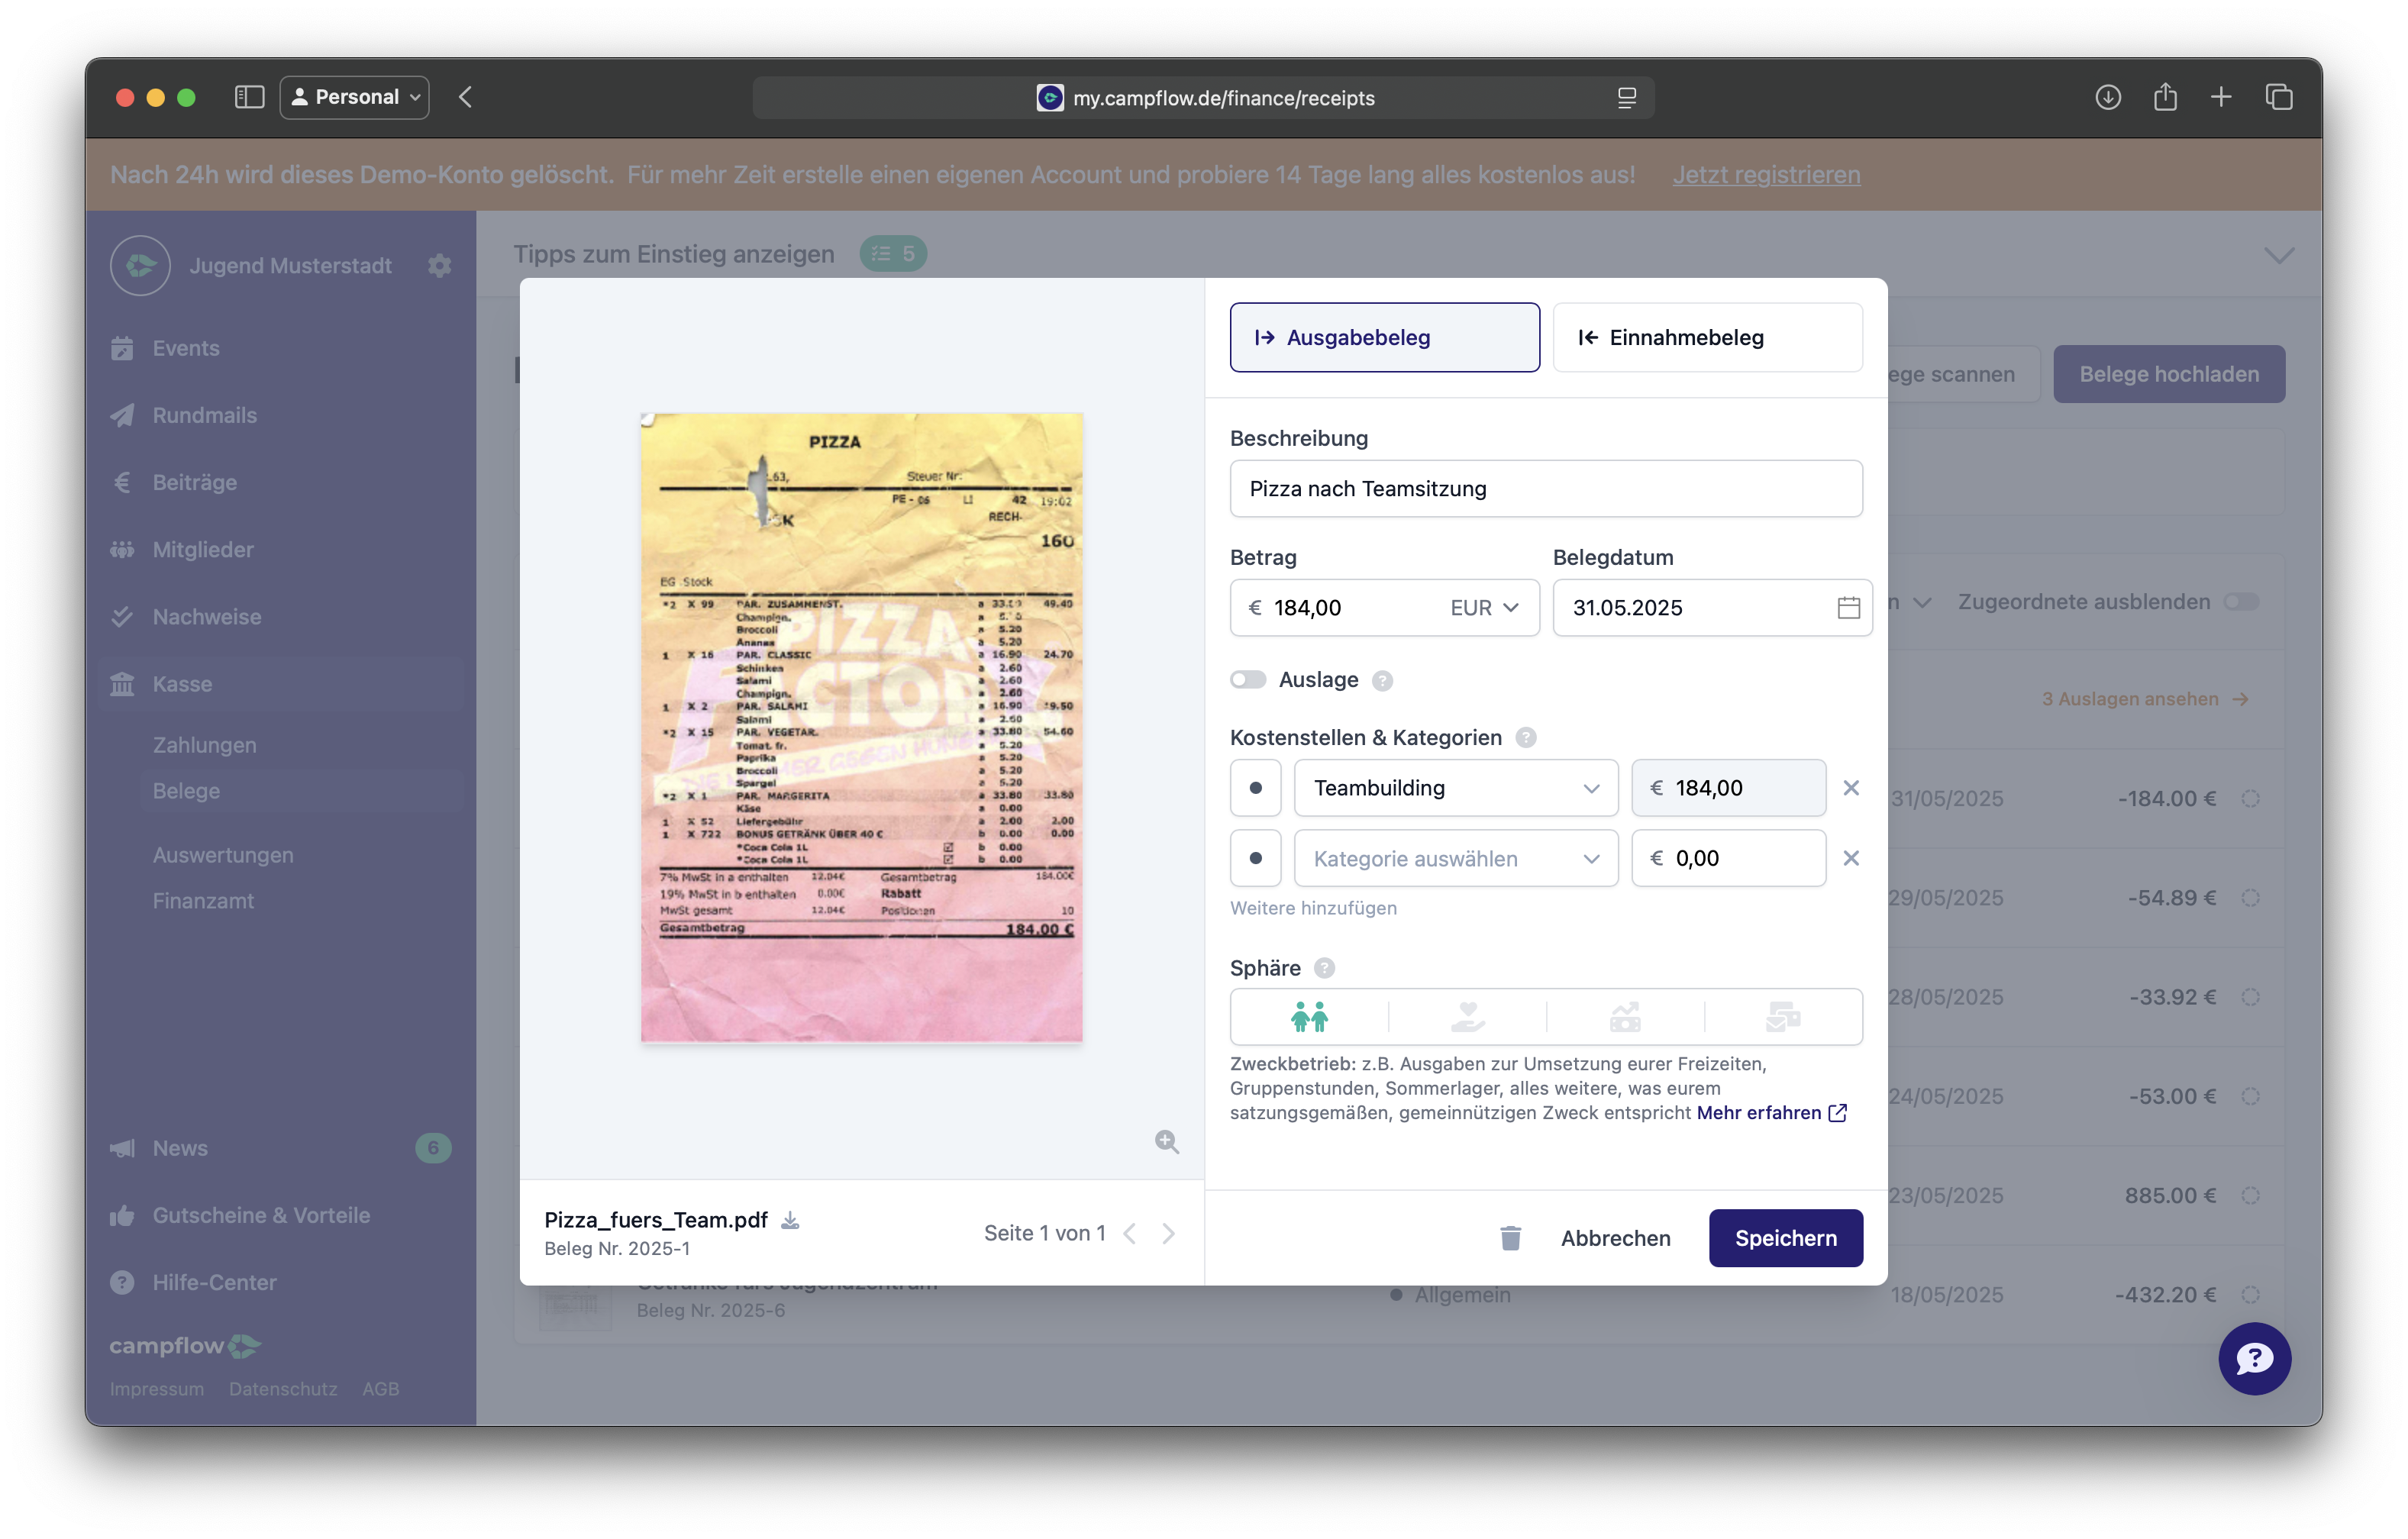 Personal
my.campflow.de/finance/receipts
Nach 24h wird dieses Demo-Konto gelöscht. Für mehr Zeit erstelle einen eigenen Account und probiere 14 Tage lang alles kostenlos aus! Jetzt registrieren
Jugend Musterstadt
Events
Rundmails
€ Beiträge
Mitglieder
Nachweise
Kasse
Zahlungen
Belege
Auswertungen
Finanzamt
News 6
Gutscheine & Vorteile
? Hilfe-Center
campflow
Impressum Datenschutz AGB
Tipps zum Einstieg anzeigen 5
ege scannen Belege hochladen
n Zugeordnete ausblenden
3 Auslagen ansehen →
31/05/2025 -184.00 €
29/05/2025 -54.89 €
28/05/2025 -33.92 €
24/05/2025 -53.00 €
23/05/2025 885.00 €
Getränke fürs Jugendzentrum
Beleg Nr. 2025-6
Allgemein 18/05/2025 -432.20 €
PIZZA
.63, Steuer Nr:
PE - 06 LI 42 19:02
RECH-
160
EG .Stock
*2 X 99 PAR. ZUSAMMENST. a 49.40
Champign. a
Broccoli a 5.20
Ananas a 5.20
1 X 16 PAR. CLASSIC a 16.90 24.70
Schinken a 2.60
Salami a 2.60
Champign. a 2.60
1 X 2 PAR. SALAMI a 16.90 19.50
Salami a 2.60
*2 X 15 PAR. VEGETAR. a 33.80 54.60
Tomat. fr. a 5.20
Paprika a 5.20
Broccoli a 5.20
Spargel a 5.20
*2 X 1 PAR. MARGERITA a 33.80 33.80
Käse a 0.00
1 X 52 Liefergebühr a 2.00 2.00
1 X 722 BONUS GETRÄNK ÜBER 40 € b 0.00 0.00
*Coca Cola 1L b 0.00
*Coca Cola 1L b 0.00
7% MwSt in a enthalten 12.04€ Gesamtbetrag 184.00€
19% MwSt in b enthalten 0.00€ Rabatt
MwSt gesamt 12.04€ Positionen 10
Gesamtbetrag 184.00 €
PIZZA
FACTORY
Pizza_fuers_Team.pdf
Beleg Nr. 2025-1
Seite 1 von 1
Ausgabebeleg
Einnahmebeleg
Beschreibung
Pizza nach Teamsitzung
Betrag Belegdatum
€ 184,00 EUR 31.05.2025
Auslage ?
Kostenstellen & Kategorien ?
Teambuilding € 184,00
Kategorie auswählen € 0,00
Weitere hinzufügen
Sphäre ?
Zweckbetrieb: z.B. Ausgaben zur Umsetzung eurer Freizeiten,
Gruppenstunden, Sommerlager, alles weitere, was eurem
satzungsgemäßen, gemeinnützigen Zweck entspricht Mehr erfahren
Abbrechen
Speichern
?